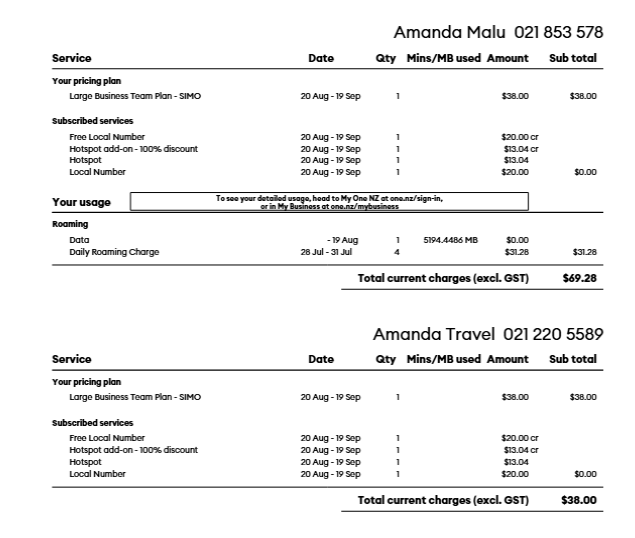 Amanda Malu 021 853 578
Service Date Qty Mins/MB used Amount Sub total
Your pricing plan
Large Business Team Plan - SIMO 20 Aug - 19 Sep 1 $38.00 $38.00
Subscribed services
Free Local Number 20 Aug - 19 Sep 1 $20.00 cr
Hotspot add-on - 100% discount 20 Aug - 19 Sep 1 $13.04 cr
Hotspot 20 Aug - 19 Sep 1 $13.04
Local Number 20 Aug - 19 Sep 1 $20.00 $0.00
Your usage
To see your detailed usage, head to My One NZ at one.nz/sign-in,
or in My Business at one.nz/mybusiness
Roaming
Data - 19 Aug 1 5194.4486 MB $0.00
Daily Roaming Charge 28 Jul - 31 Jul 4 $31.28 $31.28
Total current charges (excl. GST) $69.28
Amanda Travel 021 220 5589
Service Date Qty Mins/MB used Amount Sub total
Your pricing plan
Large Business Team Plan - SIMO 20 Aug - 19 Sep 1 $38.00 $38.00
Subscribed services
Free Local Number 20 Aug - 19 Sep 1 $20.00 cr
Hotspot add-on - 100% discount 20 Aug - 19 Sep 1 $13.04 cr
Hotspot 20 Aug - 19 Sep 1 $13.04
Local Number 20 Aug - 19 Sep 1 $20.00 $0.00
Total current charges (excl. GST) $38.00